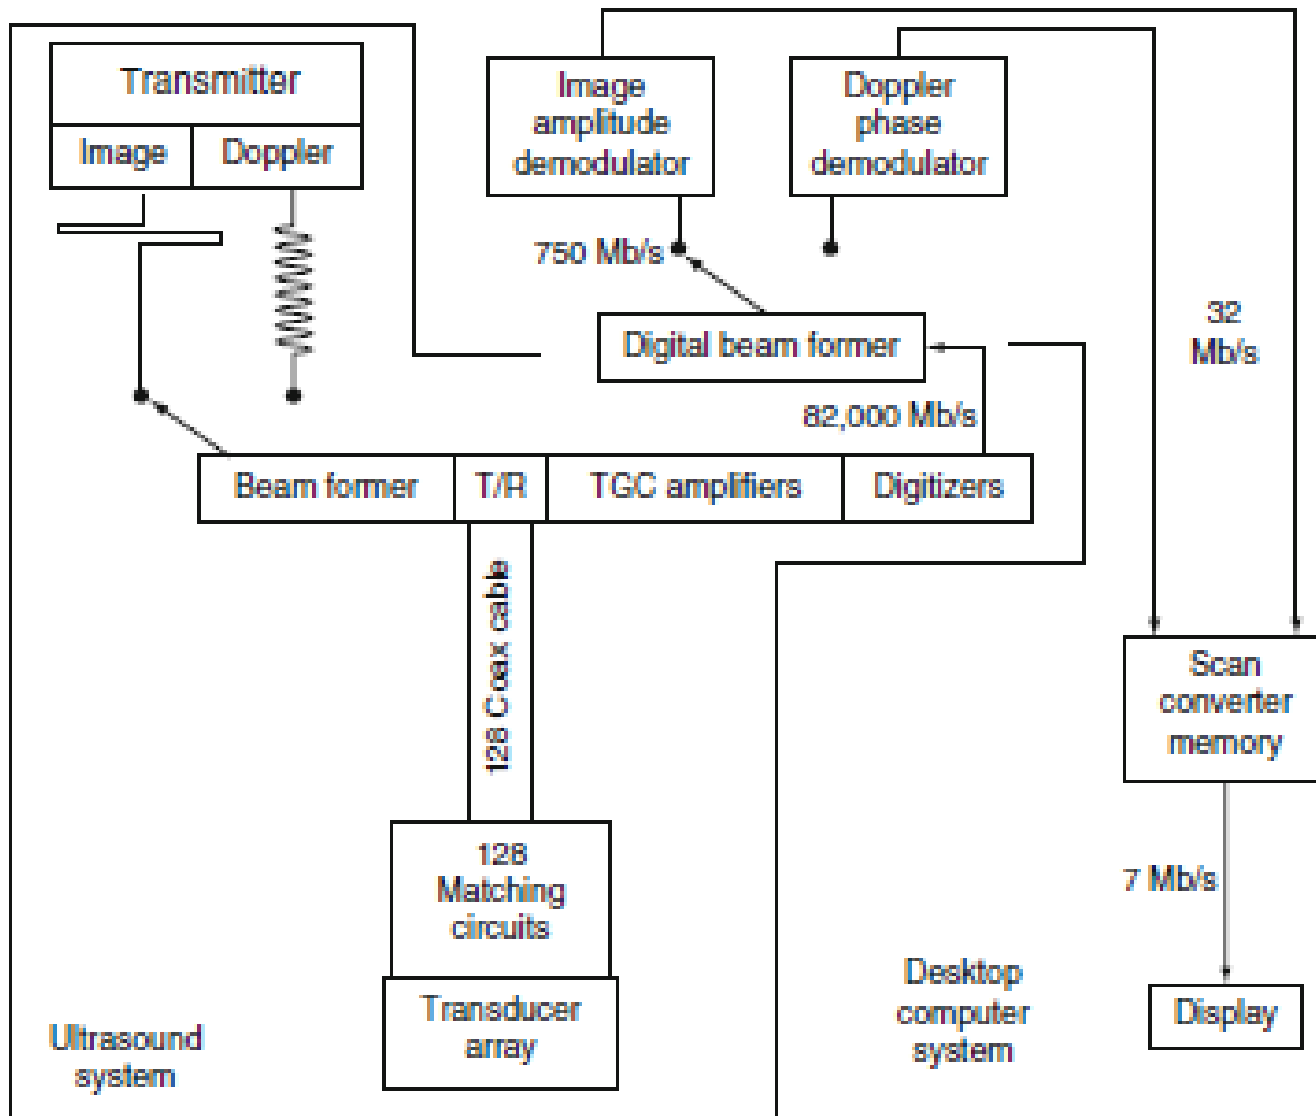 Transmitter
Image
Doppler
Image
amplitude
demodulator
Doppler
phase
demodulator
750 Mb/s
32
Mb/s
Digital beam former
82,000 Mb/s
Beam former
T/R
TGC amplifiers
Digitizers
128 Coax cable
Scan
converter
memory
128
Matching
circuits
7 Mb/s
Transducer
array
Desktop
computer
system
Display
Ultrasound
system